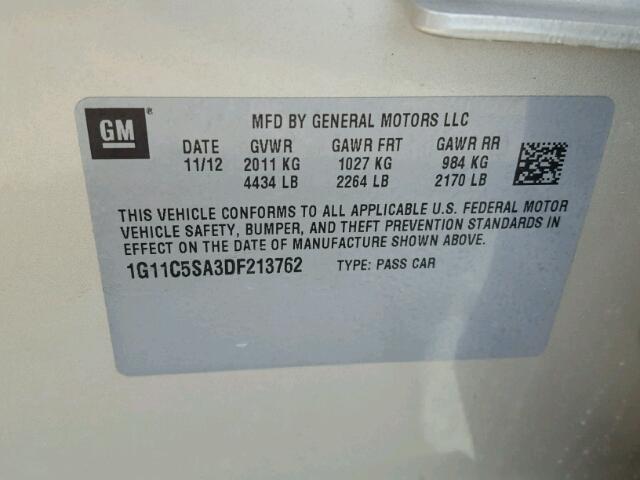 GM®
MFD BY GENERAL MOTORS LLC
DATE GVWR GAWR FRT GAWR RR
11/12 2011 KG 1027 KG 984 KG
4434 LB 2264 LB 2170 LB
THIS VEHICLE CONFORMS TO ALL APPLICABLE U.S. FEDERAL MOTOR
VEHICLE SAFETY, BUMPER, AND THEFT PREVENTION STANDARDS IN
EFFECT ON THE DATE OF MANUFACTURE SHOWN ABOVE.
1G11C5SA3DF213762 TYPE: PASS CAR